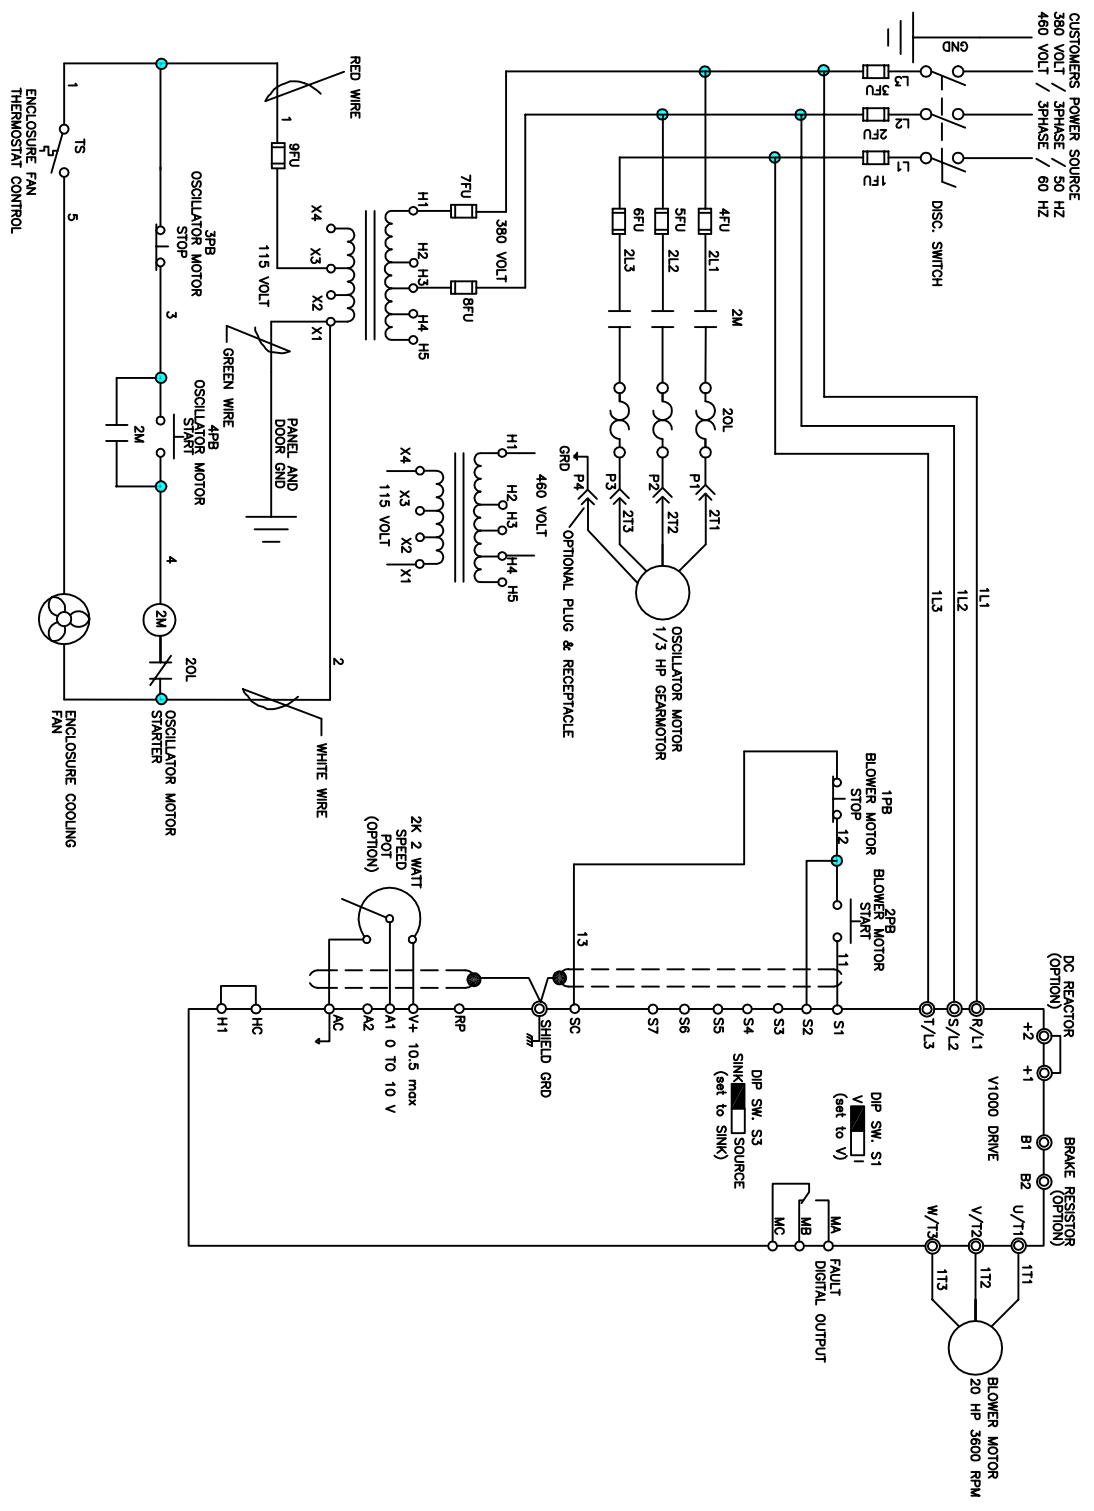 CUSTOMERS POWER SOURCE
380 VOLT / 3PHASE / 50 HZ
460 VOLT / 3PHASE / 60 HZ
GND
DISC. SWITCH
L3
L2
L1
3FU
2FU
1FU
4FU
5FU
6FU
2L1
2L2
2L3
2M
2OL
P1
P2
P3
P4
GRD
2T1
2T2
2T3
OPTIONAL PLUG & RECEPTACLE
OSCILLATOR MOTOR
1/3 HP GEARMOTOR
1L1
1L2
1L3
7FU
8FU
380 VOLT
H1
H2
H3
H4
H5
X4
X3
X2
X1
115 VOLT
460 VOLT
H1
H2
H3
H4
H5
X4
X3
X2
X1
115 VOLT
RED WIRE
1
9FU
GREEN WIRE
PANEL AND
DOOR GND
2
WHITE WIRE
3PB
OSCILLATOR MOTOR
STOP
3
4PB
OSCILLATOR MOTOR
START
2M
4
2M
2OL
OSCILLATOR MOTOR
STARTER
1
TS
5
ENCLOSURE FAN
THERMOSTAT CONTROL
ENCLOSURE COOLING
FAN
1PB
BLOWER MOTOR
STOP
12
2PB
BLOWER MOTOR
START
11
13
2K 2 WATT
SPEED
POT
(OPTION)
DC REACTOR
(OPTION)
+2
+1
B1
B2
BRAKE RESISTOR
(OPTION)
V1000 DRIVE
R/L1
S/L2
T/L3
S1
S2
S3
S4
S5
S6
S7
SC
SHIELD GRD
RP
V+ 10.5 max
A1 0 TO 10 V
A2
AC
HC
H1
DIP SW. S1
V
I
(set to V)
DIP SW. S3
SINK
SOURCE
(set to SINK)
MA
MB
MC
FAULT
DIGITAL OUTPUT
U/T1
V/T2
W/T3
1T1
1T2
1T3
BLOWER MOTOR
20 HP 3600 RPM